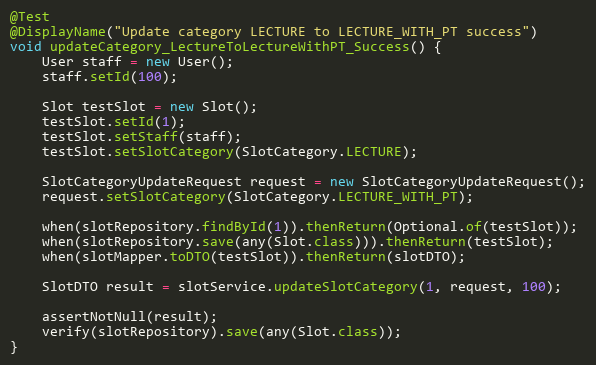 @Test
@DisplayName("Update category LECTURE to LECTURE_WITH_PT success")
void updateCategory_LectureToLectureWithPT_Success() {
    User staff = new User();
    staff.setId(100);

    Slot testSlot = new Slot();
    testSlot.setId(1);
    testSlot.setStaff(staff);
    testSlot.setSlotCategory(SlotCategory.LECTURE);

    SlotCategoryUpdateRequest request = new SlotCategoryUpdateRequest();
    request.setSlotCategory(SlotCategory.LECTURE_WITH_PT);

    when(slotRepository.findById(1)).thenReturn(Optional.of(testSlot));
    when(slotRepository.save(any(Slot.class))).thenReturn(testSlot);
    when(slotMapper.toDTO(testSlot)).thenReturn(slotDTO);

    SlotDTO result = slotService.updateSlotCategory(1, request, 100);

    assertNotNull(result);
    verify(slotRepository).save(any(Slot.class));
}